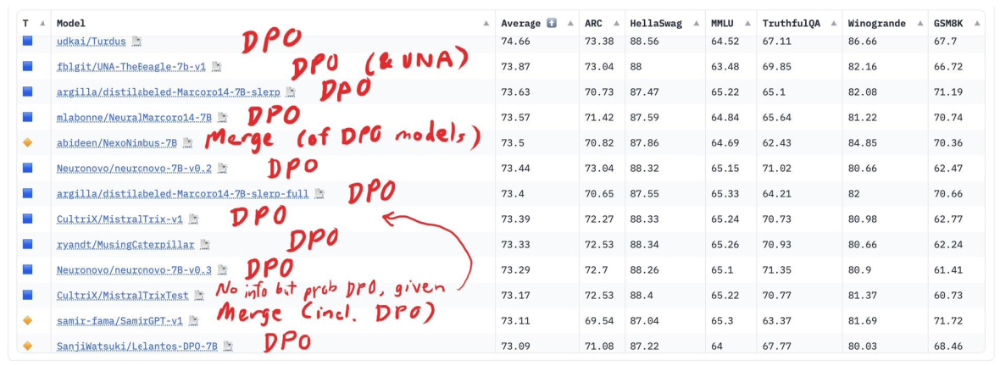 T Model Average ARC HellaSwag MMLU TruthfulQA Winogrande GSM8K
udkai/Turdus DPO 74.66 73.38 88.56 64.52 67.11 86.66 67.7
fblgit/UNA-TheBeagle-7b-v1 DPO (& UNA) 73.87 73.04 88 63.48 69.85 82.16 66.72
argilla/distilabeled-Marcoro14-7B-slerp DPO 73.63 70.73 87.47 65.22 65.1 82.08 71.19
mlabonne/NeuralMarcoro14-7B DPO 73.57 71.42 87.59 64.84 65.64 81.22 70.74
abideen/NexoNimbus-7B Merge (of DPO models) 73.5 70.82 87.86 64.69 62.43 84.85 70.36
Neuronovo/neuronovo-7B-v0.2 DPO 73.44 73.04 88.32 65.15 71.02 80.66 62.47
argilla/distilabeled-Marcoro14-7B-slerp-full DPO 73.4 70.65 87.55 65.33 64.21 82 70.66
CultriX/MistralTrix-v1 DPO 73.39 72.27 88.33 65.24 70.73 80.98 62.77
ryandt/MusingCaterpillar DPO 73.33 72.53 88.34 65.26 70.93 80.66 62.24
Neuronovo/neuronovo-7B-v0.3 DPO 73.29 72.7 88.26 65.1 71.35 80.9 61.41
CultriX/MistralTrixTest No info but prob DPO, given 73.17 72.53 88.4 65.22 70.77 81.37 60.73
samir-fama/SamirGPT-v1 Merge (incl. DPO) 73.11 69.54 87.04 65.3 63.37 81.69 71.72
SanjiWatsuki/Lelantos-DPO-7B DPO 73.09 71.08 87.22 64 67.77 80.03 68.46